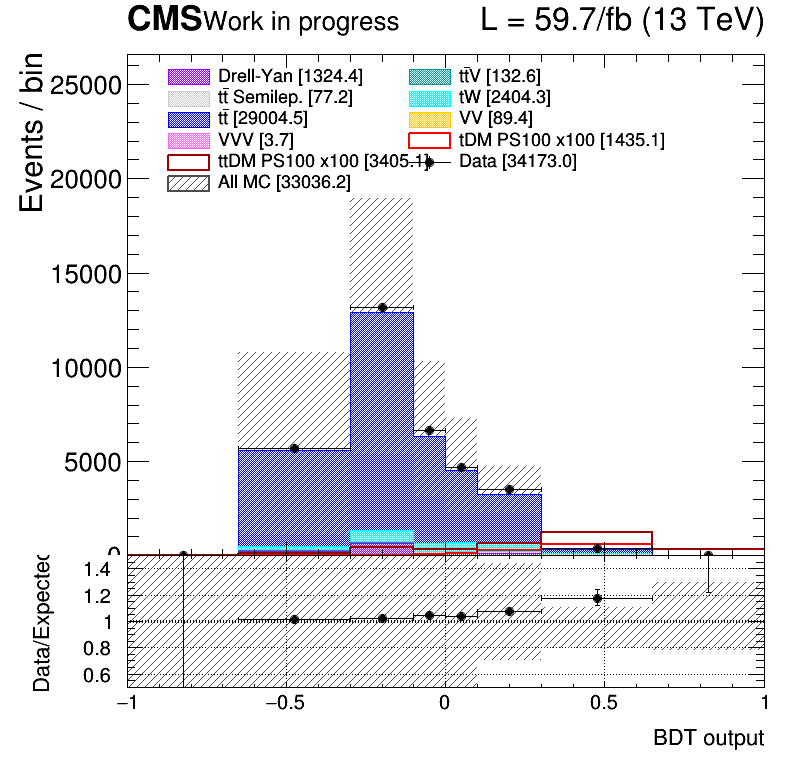 CMS Work in progress L = 59.7/fb (13 TeV)
Events / bin
25000
20000
15000
10000
5000
0
Drell-Yan [1324.4]
tt̄V [132.6]
tt̄ Semilep. [77.2]
tW [2404.3]
tt̄ [29004.5]
VV [89.4]
VVV [3.7]
tDM PS100 x100 [1435.1]
ttDM PS100 x100 [3405.1]
Data [34173.0]
All MC [33036.2]
Data/Expected
1.4
1.2
1
0.8
0.6
−1 −0.5 0 0.5 1
BDT output